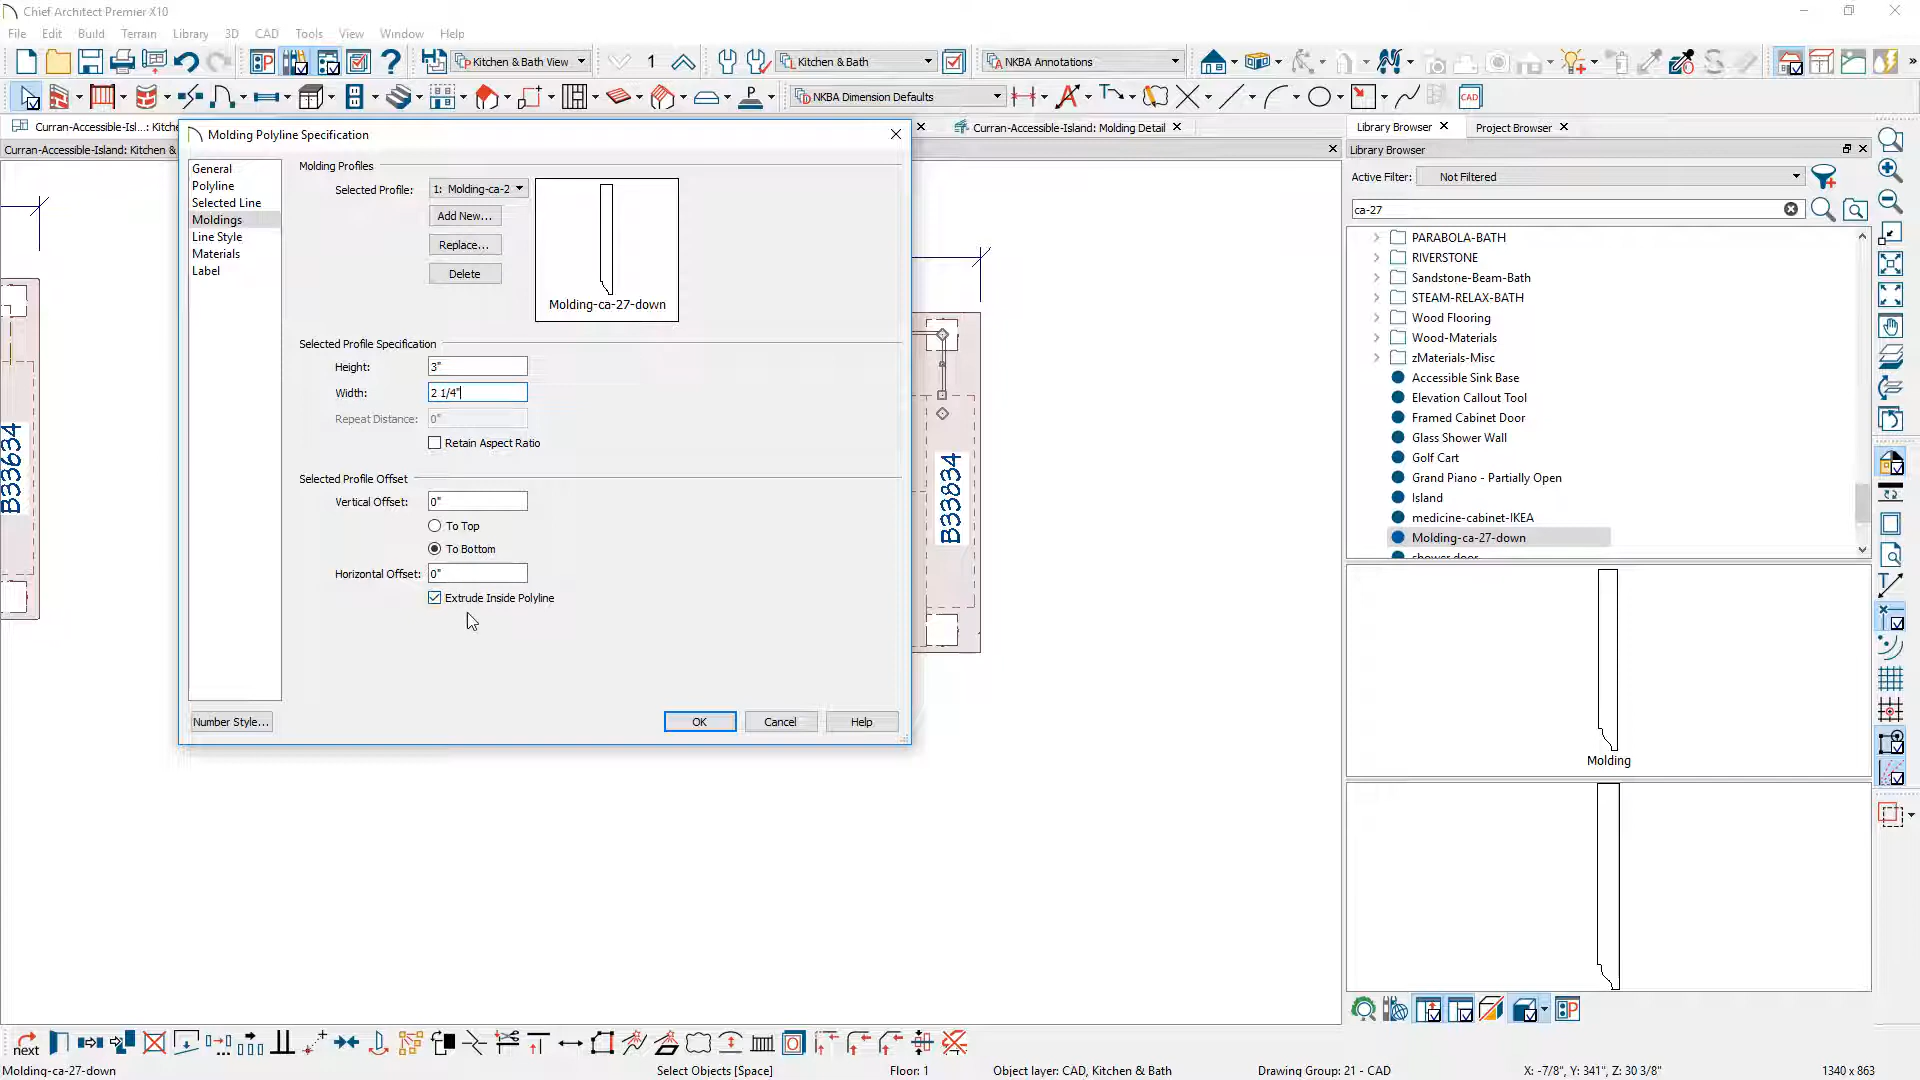 Chief Architect Premier X10
File Edit Build Terrain Library 3D CAD Tools View Window Help
Kitchen & Bath View 1 Kitchen & Bath NKBA Annotations
NKBA Dimension Defaults CAD
Curran-Accessible-Isl...: Kitche Curran-Accessible-Island: Molding Detail
Curran-Accessible-Island: Kitchen &
Molding Polyline Specification
General
Polyline
Selected Line
Moldings
Line Style
Materials
Label
Molding Profiles
Selected Profile: 1: Molding-ca-2
Add New...
Replace...
Delete
Molding-ca-27-down
Selected Profile Specification
Height: 3"
Width: 2 1/4"
Repeat Distance: 0"
Retain Aspect Ratio
Selected Profile Offset
Vertical Offset: 0"
To Top
To Bottom
Horizontal Offset: 0"
Extrude Inside Polyline
Number Style... OK Cancel Help
B33634
B33834
Library Browser Project Browser
Library Browser
Active Filter: Not Filtered
ca-27
PARABOLA-BATH
RIVERSTONE
Sandstone-Beam-Bath
STEAM-RELAX-BATH
Wood Flooring
Wood-Materials
zMaterials-Misc
Accessible Sink Base
Elevation Callout Tool
Framed Cabinet Door
Glass Shower Wall
Golf Cart
Grand Piano - Partially Open
Island
medicine-cabinet-IKEA
Molding-ca-27-down
shower door
Molding
next
Molding-ca-27-down Select Objects [Space] Floor: 1 Object layer: CAD, Kitchen & Bath Drawing Group: 21 - CAD X: -7/8", Y: 341", Z: 30 3/8" 1340 x 863